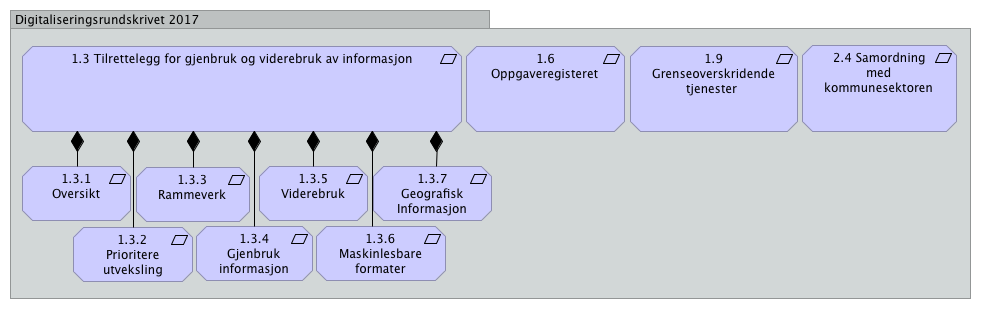 Digitaliseringsrundskrivet 2017
1.3 Tilrettelegg for gjenbruk og viderebruk av informasjon
1.6
Oppgaveregisteret
1.9
Grenseoverskridende
tjenester
2.4 Samordning
med
kommunesektoren
1.3.1
Oversikt
1.3.3
Rammeverk
1.3.5
Viderebruk
1.3.7
Geografisk
Informasjon
1.3.2
Prioritere
utveksling
1.3.4
Gjenbruk
informasjon
1.3.6
Maskinlesbare
formater